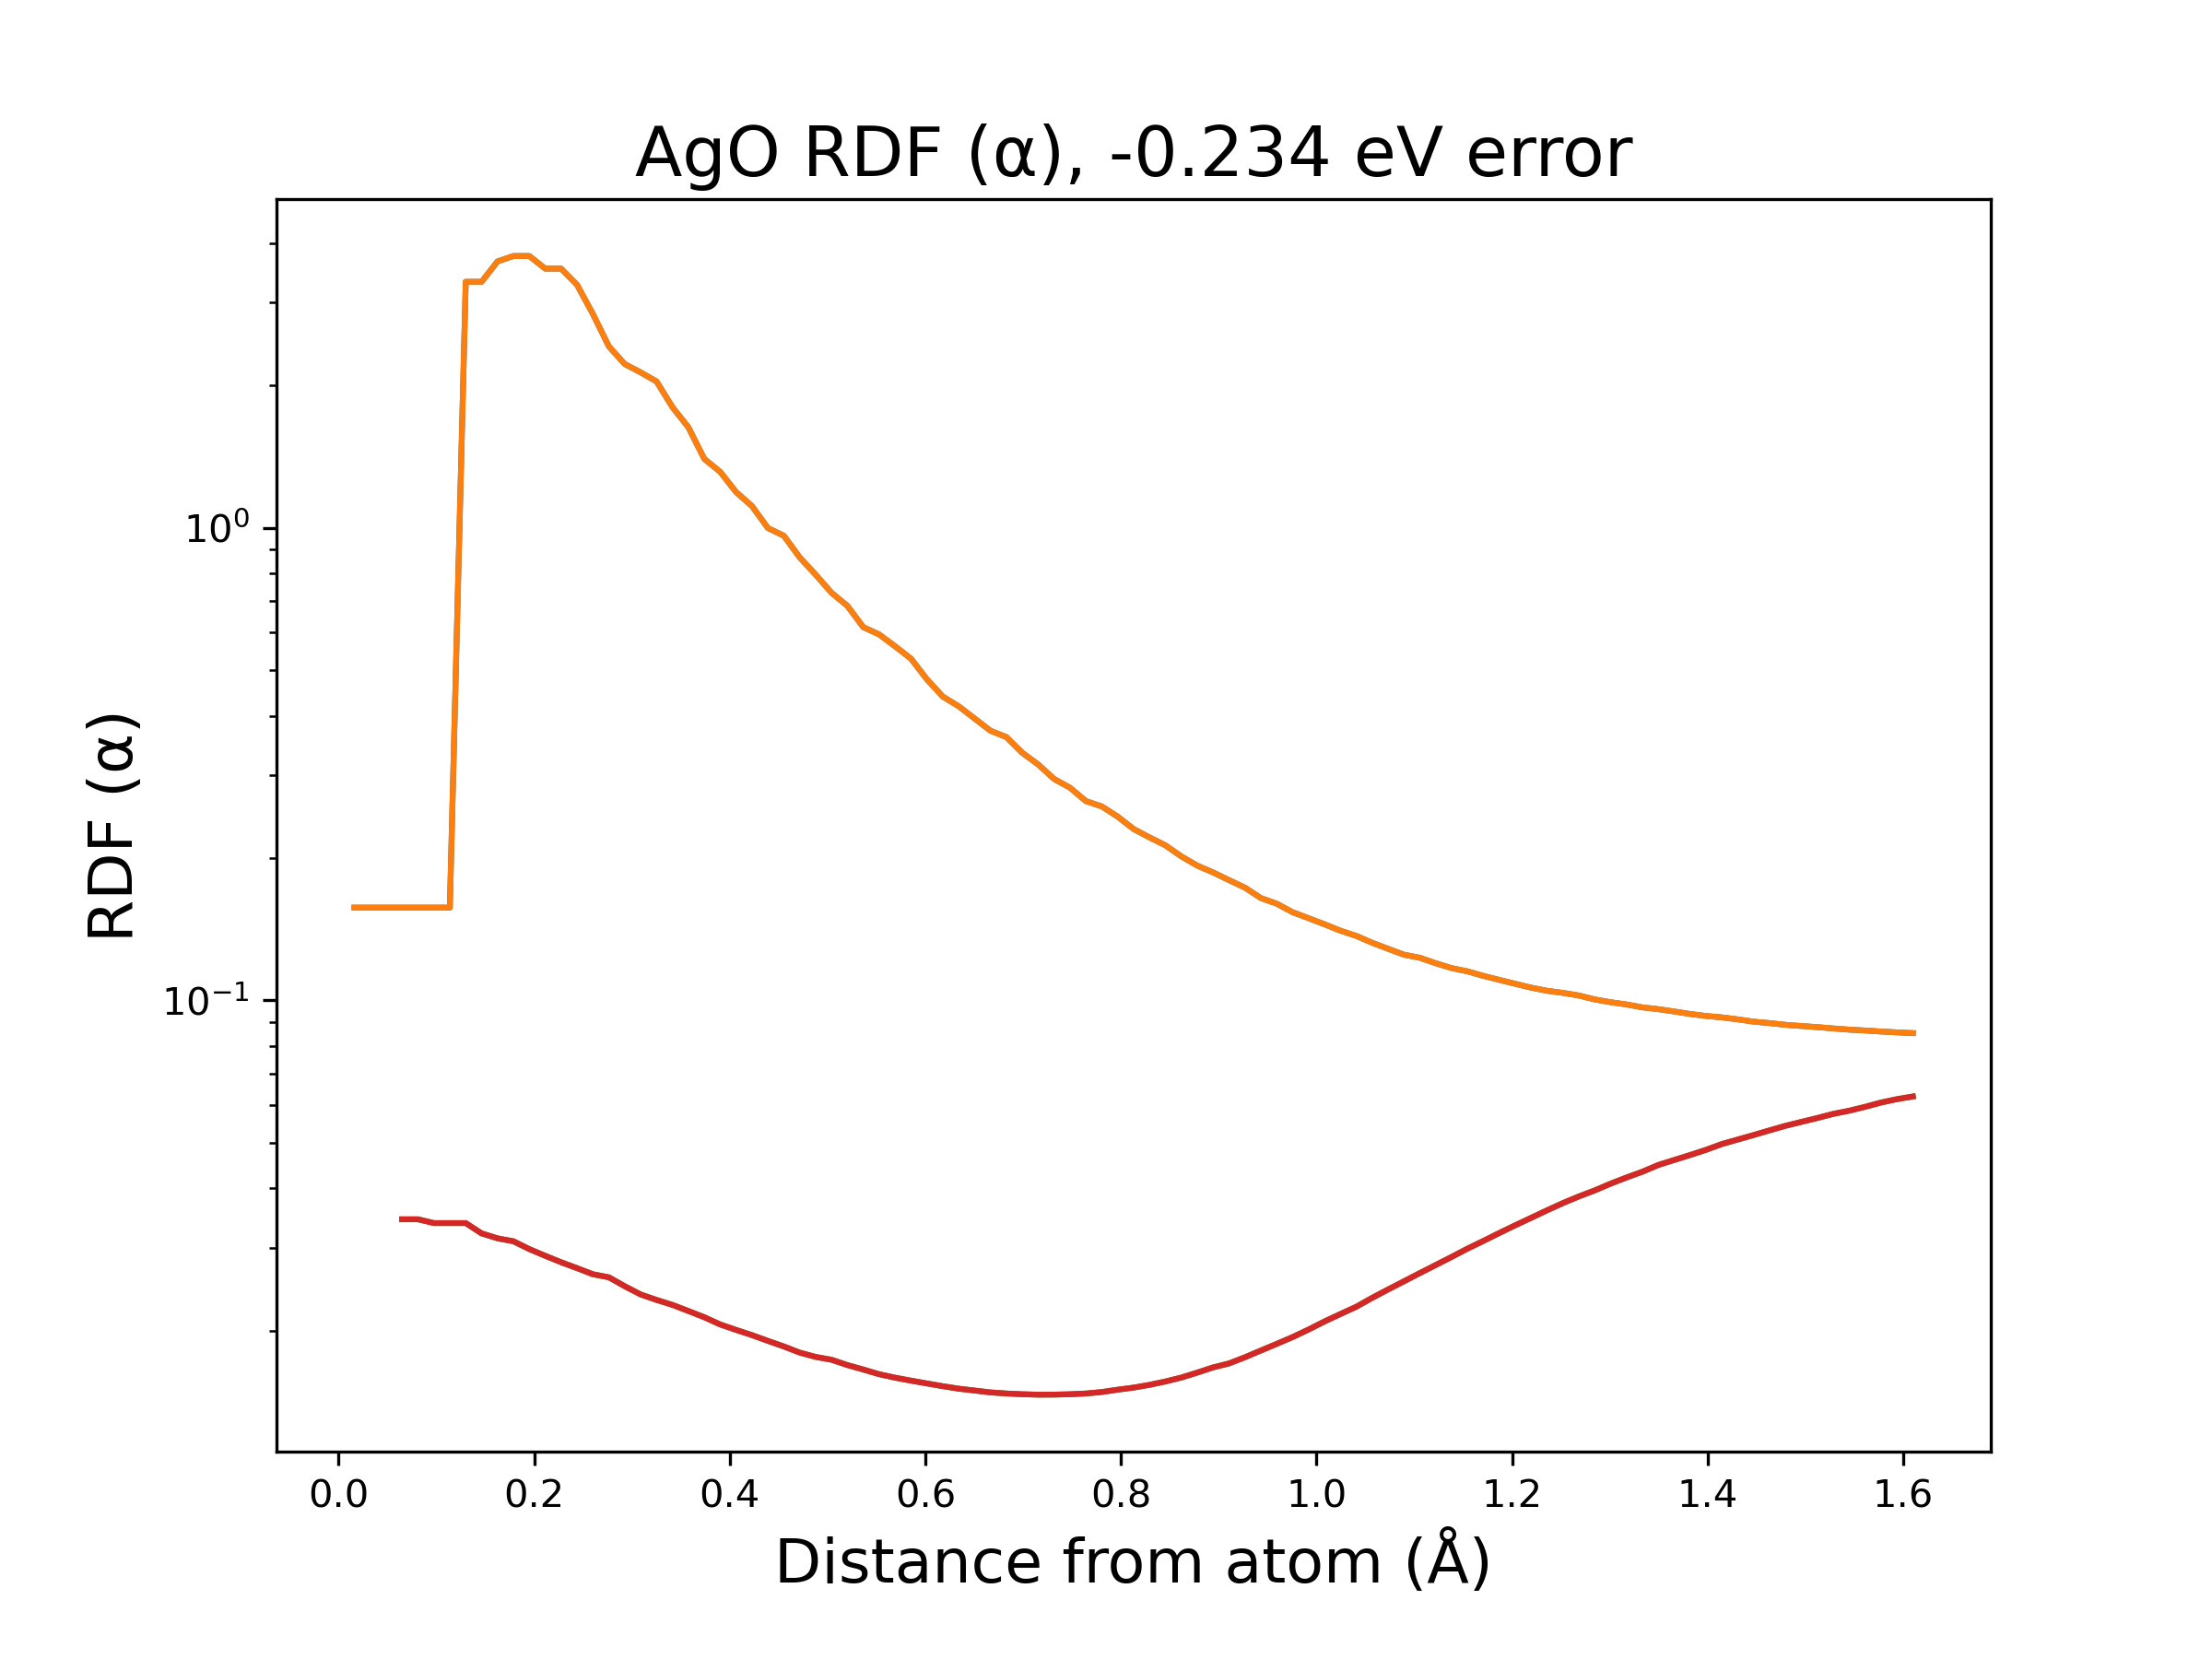 AgO RDF (α), -0.234 eV error
RDF (α)
10⁰
10⁻¹
0.0 0.2 0.4 0.6 0.8 1.0 1.2 1.4 1.6
Distance from atom (Å)